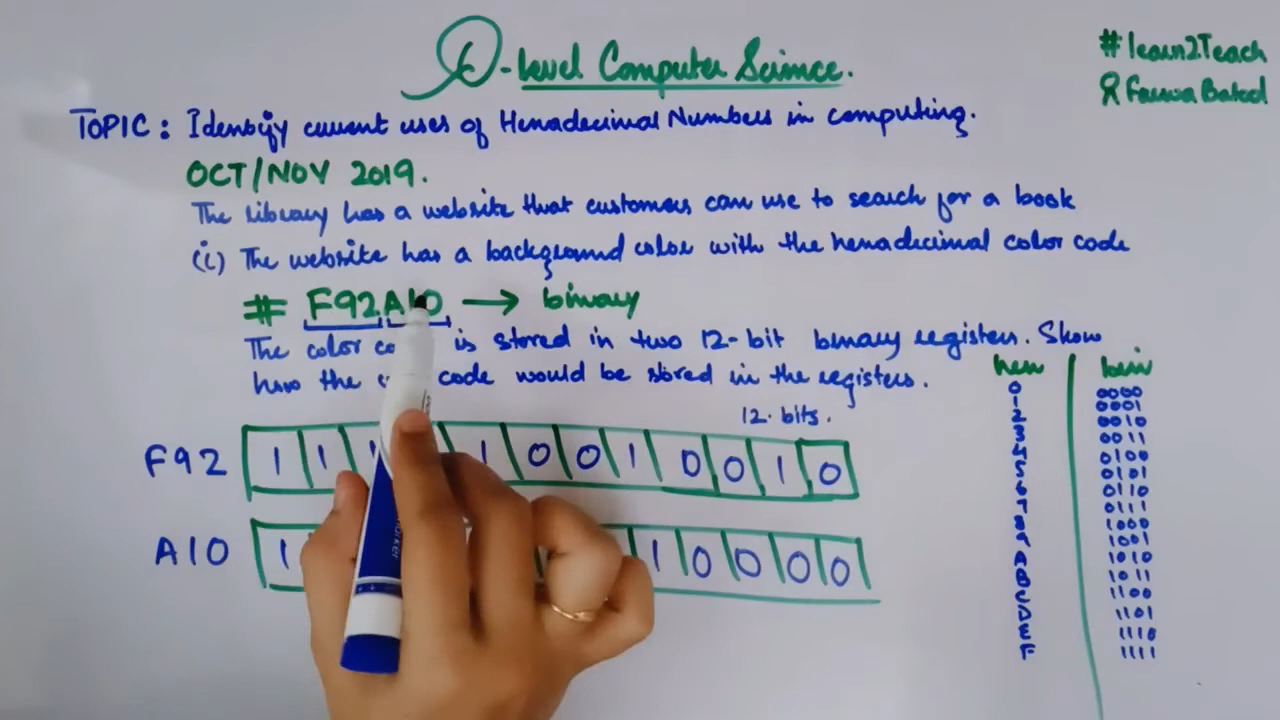 O-level Computer Science.
#learn2Teach
TOPIC: Identify current uses of Hexadecimal Numbers in computing.
OCT/NOV 2019.
The library has a website that customers can use to search for a book
(i) The website has a background color with the hexadecimal color code
# F92A10 → binary
The color co is stored in two 12-bit binary registers. Show
how the code would be stored in the registers.
12 bits.
F92 1 1 1 1 0 0 1 0 0 1 0
A10 1 1 0 0 0 0
hex bin
0 0000
1 0001
2 0010
3 0011
4 0100
5 0101
6 0110
7 0111
8 1000
9 1001
A 1010
B 1011
C 1100
D 1101
E 1110
F 1111